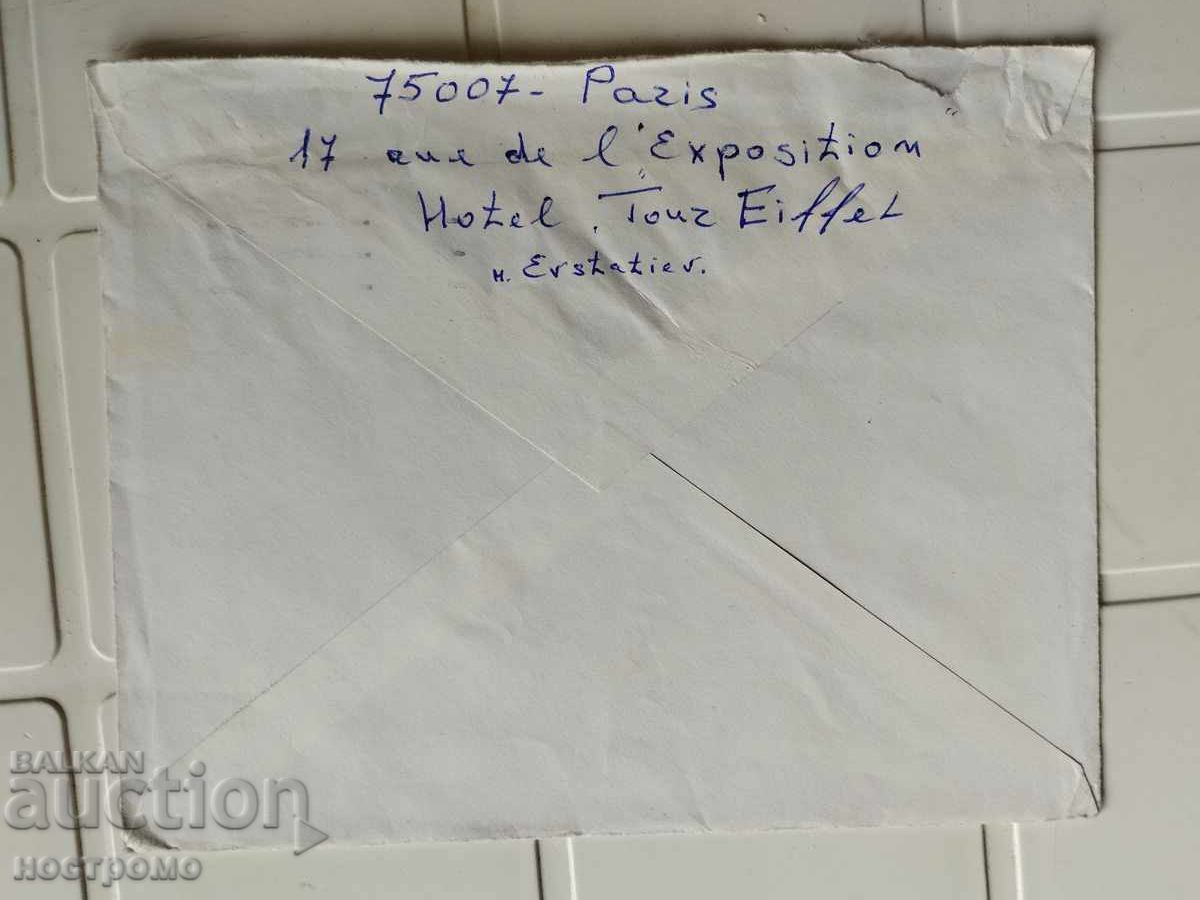 75007 - Paris
17 rue de l'"Exposition"
Hotel "Tour Eiffel
н. Evstatiev.
BALKAN
auction
НОСТРОМО